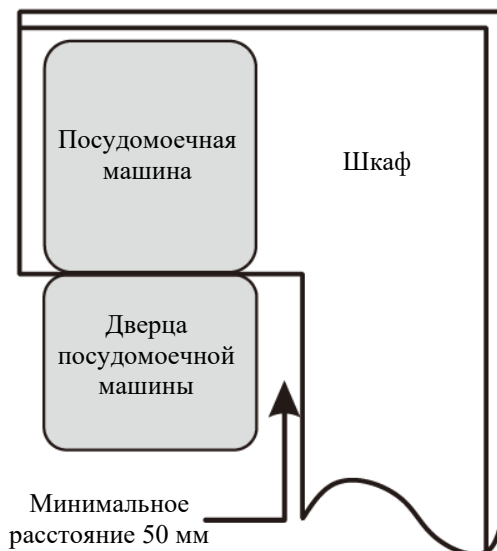 Посудомоечная
машина
Шкаф
Дверца
посудомоечной
машины
Минимальное
расстояние 50 мм